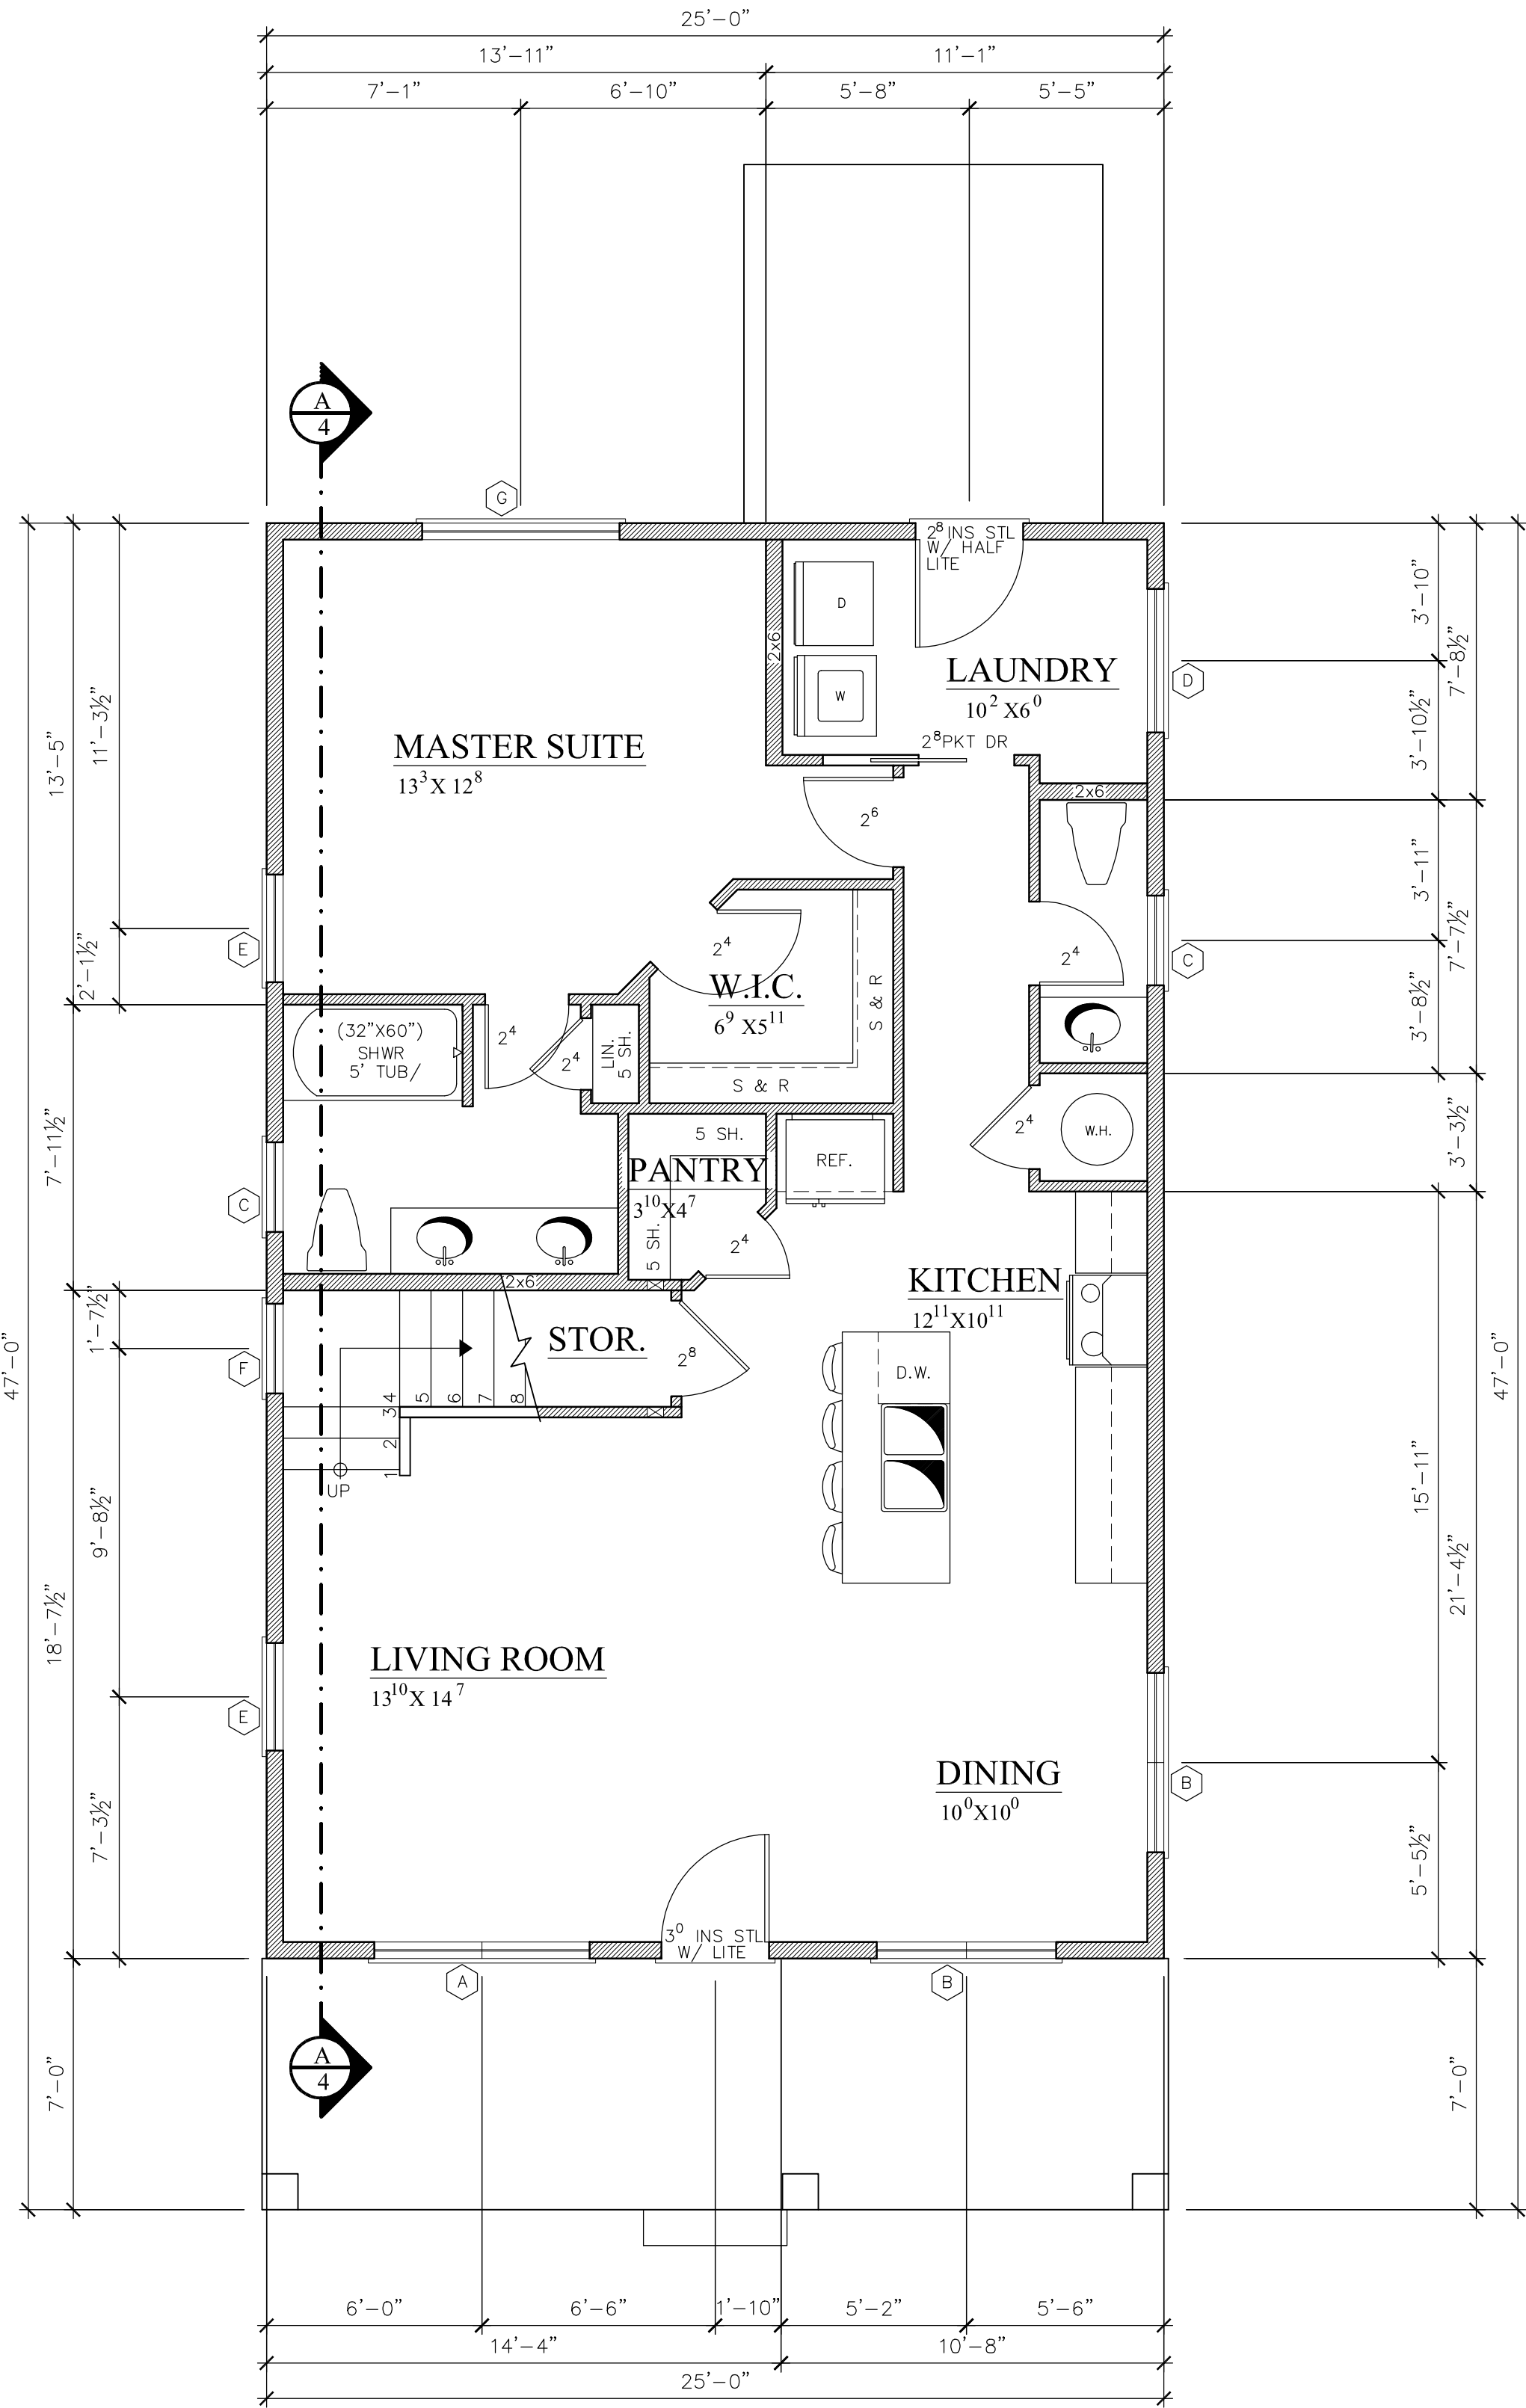 25'-0"
13'-11" 11'-1"
7'-1" 6'-10" 5'-8" 5'-5"
A
4
G
2⁸ INS STL
W/ HALF
LITE
D
2x6
W
LAUNDRY
10² X6⁰
2⁸PKT DR
MASTER SUITE
13³X 12⁸
2⁶
2x6
D
3'-10"
7'-8½"
3'-10½"
11'-3½"
13'-5"
2'-1½"
E
2⁴
W.I.C.
6⁹ X5¹¹
S & R
S & R
2⁴
C
3'-11"
7'-7½"
3'-8½"
(32"X60")
SHWR
5' TUB/
2⁴
2⁴
LIN.
5 SH.
2⁴
W.H.
3'-3½"
7'-11½"
C
5 SH.
PANTRY
3¹⁰X4⁷
5 SH.
2⁴
REF.
KITCHEN
12¹¹X10¹¹
2x6
1'-7½"
F
STOR.
2⁸
D.W.
47'-0"
47'-0"
1 2 3 4 5 6 7 8
UP
9'-8½"
18'-7½"
15'-11"
21'-4½"
LIVING ROOM
13¹⁰X 14⁷
E
7'-3½"
DINING
10⁰X10⁰
B
5'-5½"
3⁰ INS STL
W/ LITE
A
B
A
4
7'-0"
7'-0"
6'-0" 6'-6" 1'-10" 5'-2" 5'-6"
14'-4" 10'-8"
25'-0"